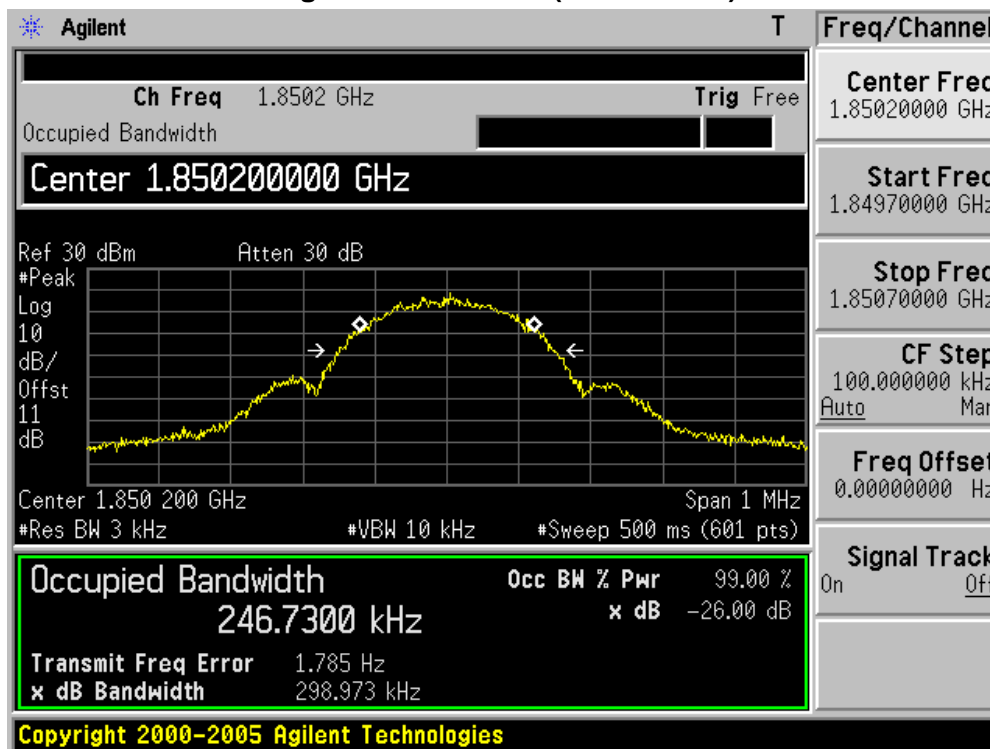 Agilent T
Freq/Channel
Ch Freq 1.8502 GHz Trig Free
Occupied Bandwidth
Center 1.850200000 GHz
Ref 30 dBm Atten 30 dB
#Peak
Log
10
dB/
Offst
11
dB
Center 1.850 200 GHz Span 1 MHz
#Res BW 3 kHz #VBW 10 kHz #Sweep 500 ms (601 pts)
Occupied Bandwidth Occ BW % Pwr 99.00 %
246.7300 kHz x dB -26.00 dB
Transmit Freq Error 1.785 Hz
x dB Bandwidth 298.973 kHz
Copyright 2000-2005 Agilent Technologies
Center Freq
1.85020000 GHz
Start Freq
1.84970000 GHz
Stop Freq
1.85070000 GHz
CF Step
100.000000 kHz
Auto Man
Freq Offset
0.00000000 Hz
Signal Track
On Off